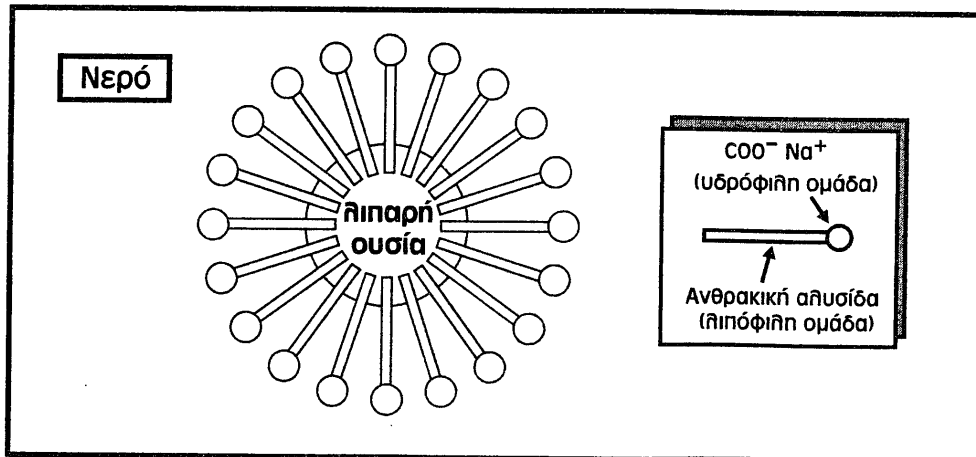 Νερό
λιπαρή
ουσία
COO⁻ Na⁺
(υδρόφιλη ομάδα)
Ανθρακική αλυσίδα
(λιπόφιλη ομάδα)